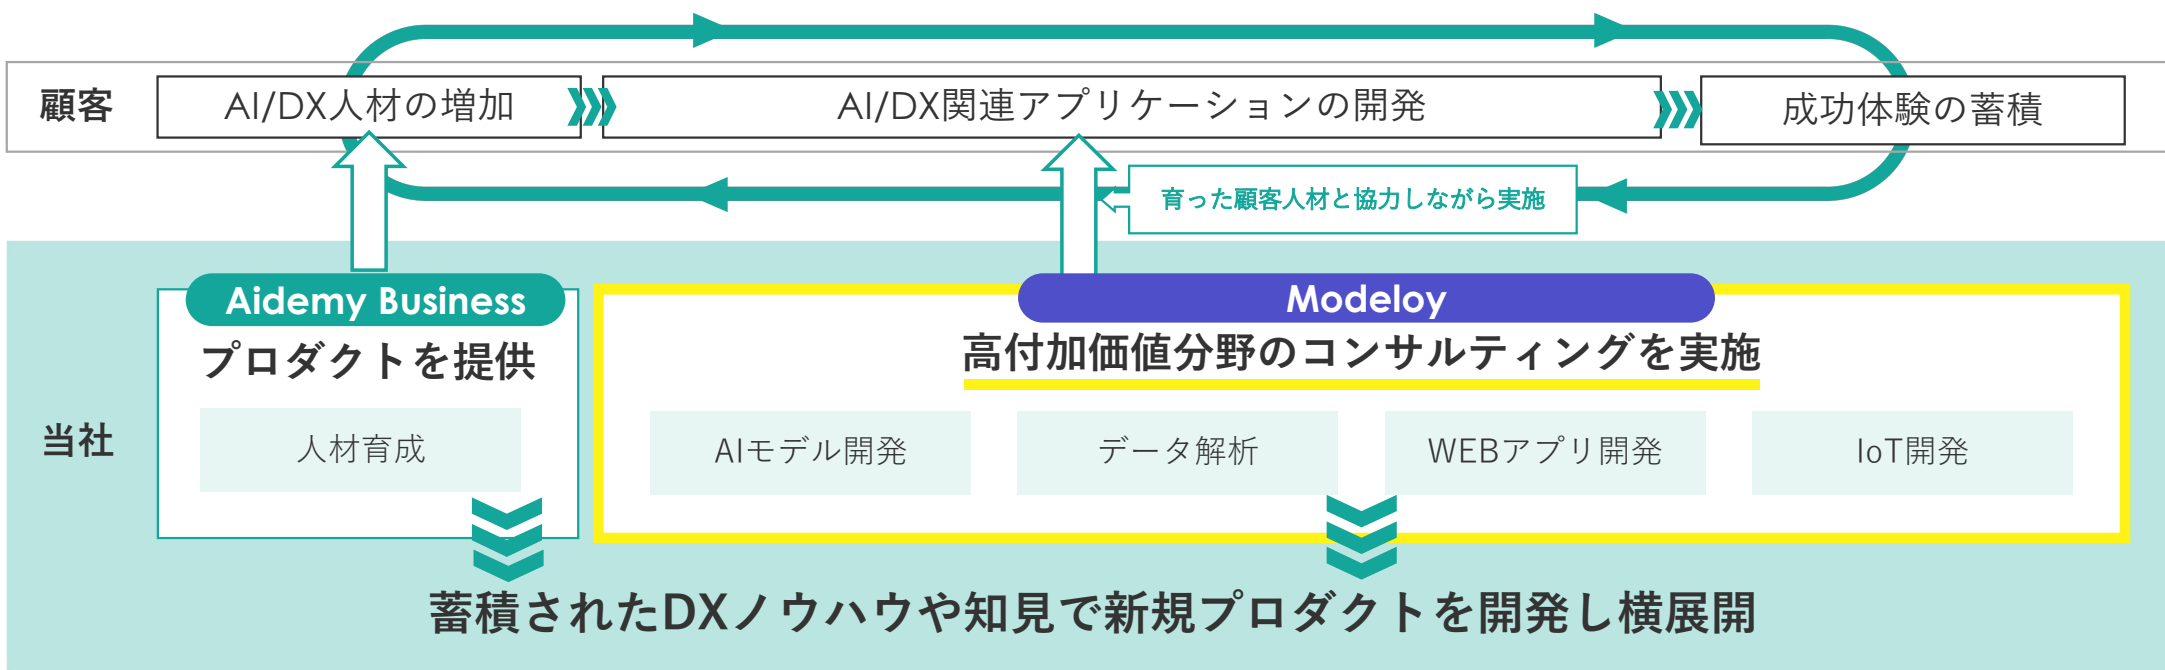 顧客
AI/DX人材の増加
AI/DX関連アプリケーションの開発
成功体験の蓄積
育った顧客人材と協力しながら実施
当社
Aidemy Business
プロダクトを提供
人材育成
Modeloy
高付加価値分野のコンサルティングを実施
AIモデル開発
データ解析
WEBアプリ開発
IoT開発
蓄積されたDXノウハウや知見で新規プロダクトを開発し横展開